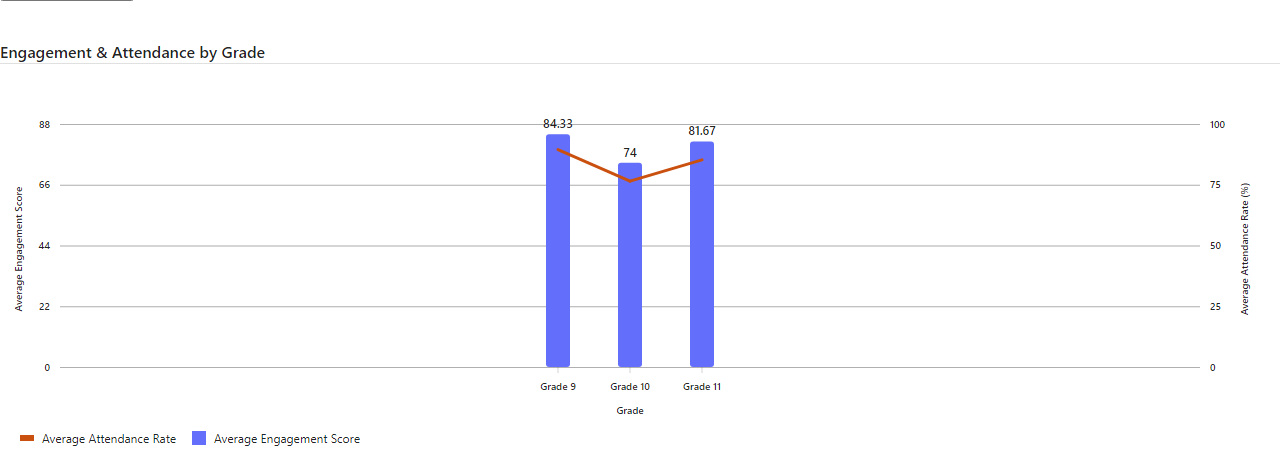 Engagement & Attendance by Grade
88
66
44
22
0
Average Engagement Score
84.33
74
81.67
100
75
50
25
0
Average Attendance Rate (%)
Grade 9 Grade 10 Grade 11
Grade
Average Attendance Rate Average Engagement Score